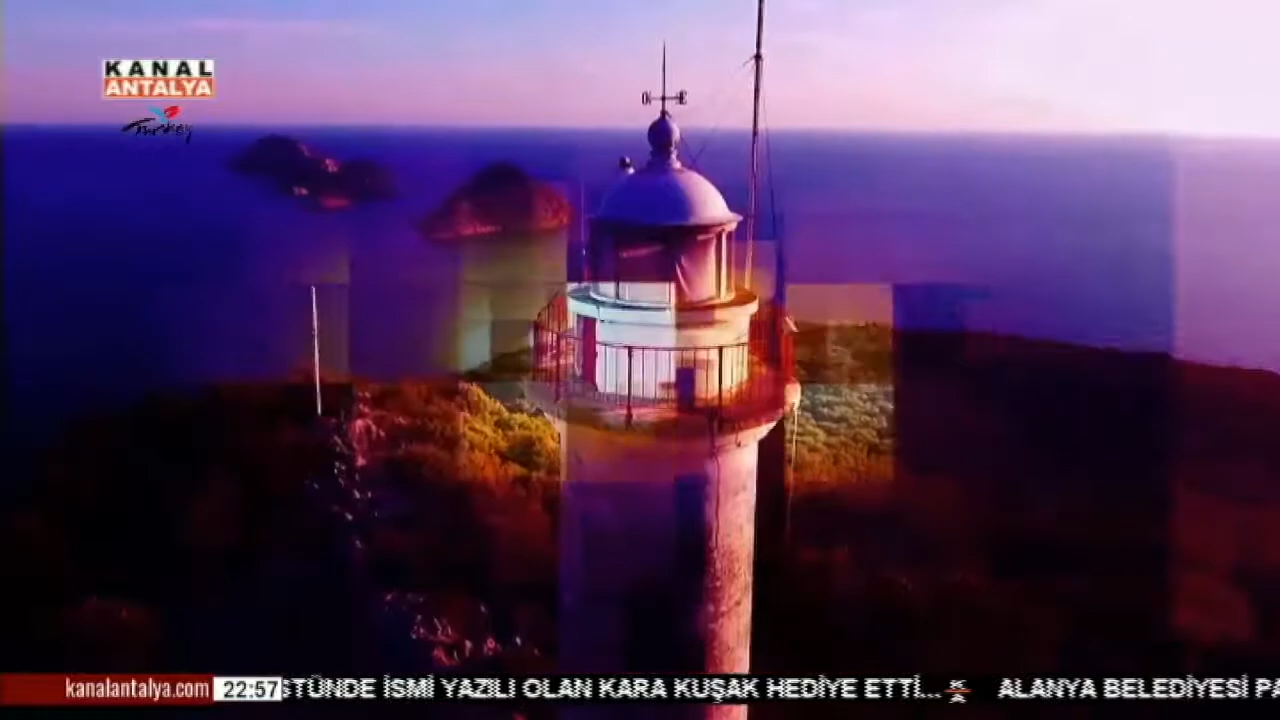 KANAL
ANTALYA
Turkey
kanalantalya.com 22:57 STÜNDE İSMİ YAZILI OLAN KARA KUŞAK HEDİYE ETTİ... ALANYA BELEDİYESİ PA